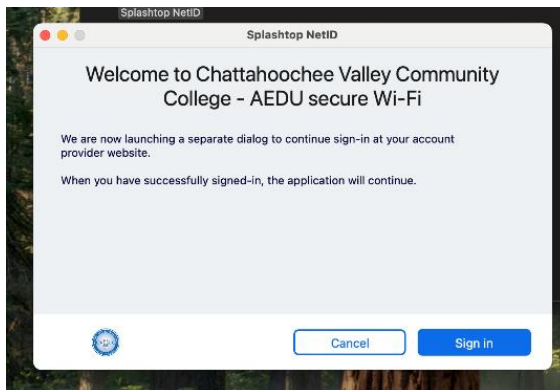 Splashtop NetID
Splashtop NetID
Welcome to Chattahoochee Valley Community
College - AEDU secure Wi-Fi
We are now launching a separate dialog to continue sign-in at your account
provider website.
When you have successfully signed-in, the application will continue.
Cancel
Sign in